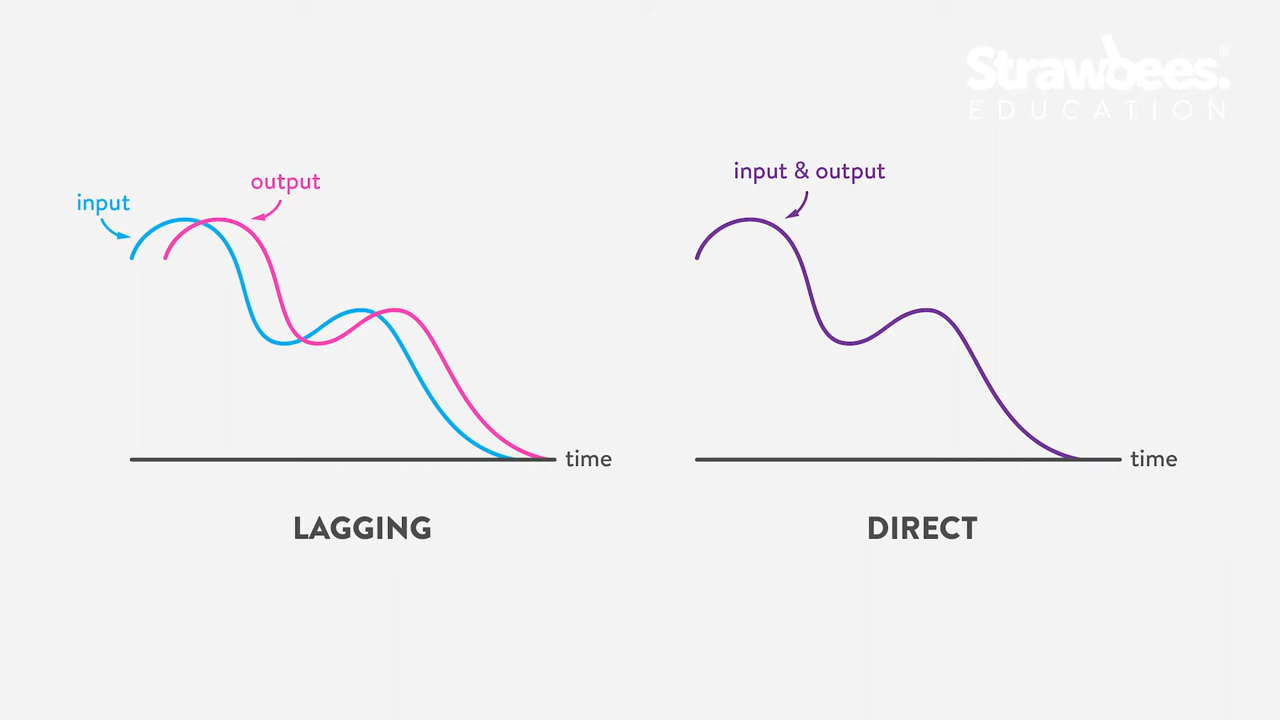 Strawbees.®
EDUCATION
input
output
time
LAGGING
input & output
time
DIRECT